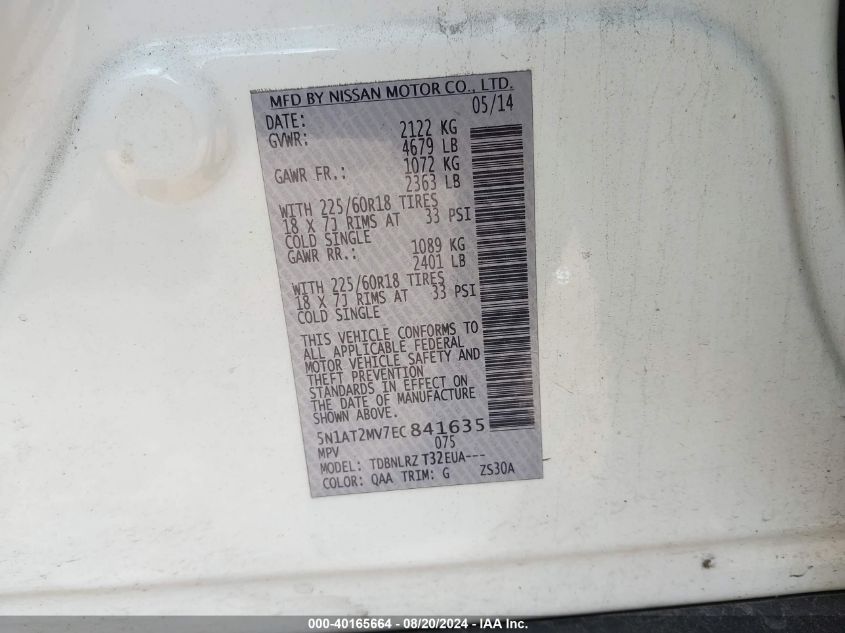 MFD BY NISSAN MOTOR CO., LTD.
DATE: 05/14
GVWR: 2122 KG
4679 LB
GAWR FR.: 1072 KG
2363 LB
WITH 225/60R18 TIRES
18 X 7J RIMS AT 33 PSI
COLD SINGLE
GAWR RR.: 1089 KG
2401 LB
WITH 225/60R18 TIRES
18 X 7J RIMS AT 33 PSI
COLD SINGLE
THIS VEHICLE CONFORMS TO
ALL APPLICABLE FEDERAL
MOTOR VEHICLE SAFETY AND
THEFT PREVENTION
STANDARDS IN EFFECT ON
THE DATE OF MANUFACTURE
SHOWN ABOVE.
5N1AT2MV7EC841635
MPV 075
MODEL: TDBNLRZ T32EUA---
COLOR: QAA TRIM: G ZS30A
000-40165664 - 08/20/2024 - IAA Inc.